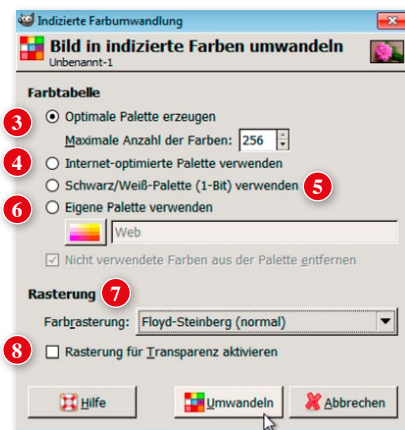 Indizierte Farbumwandlung
Bild in indizierte Farben umwandeln
Unbenannt-1
Farbtabelle
3 Optimale Palette erzeugen
Maximale Anzahl der Farben: 256
4 Internet-optimierte Palette verwenden
Schwarz/Weiß-Palette (1-Bit) verwenden 5
6 Eigene Palette verwenden
Web
Nicht verwendete Farben aus der Palette entfernen
Rasterung 7
Farbrasterung: Floyd-Steinberg (normal)
8 Rasterung für Transparenz aktivieren
Hilfe Umwandeln Abbrechen